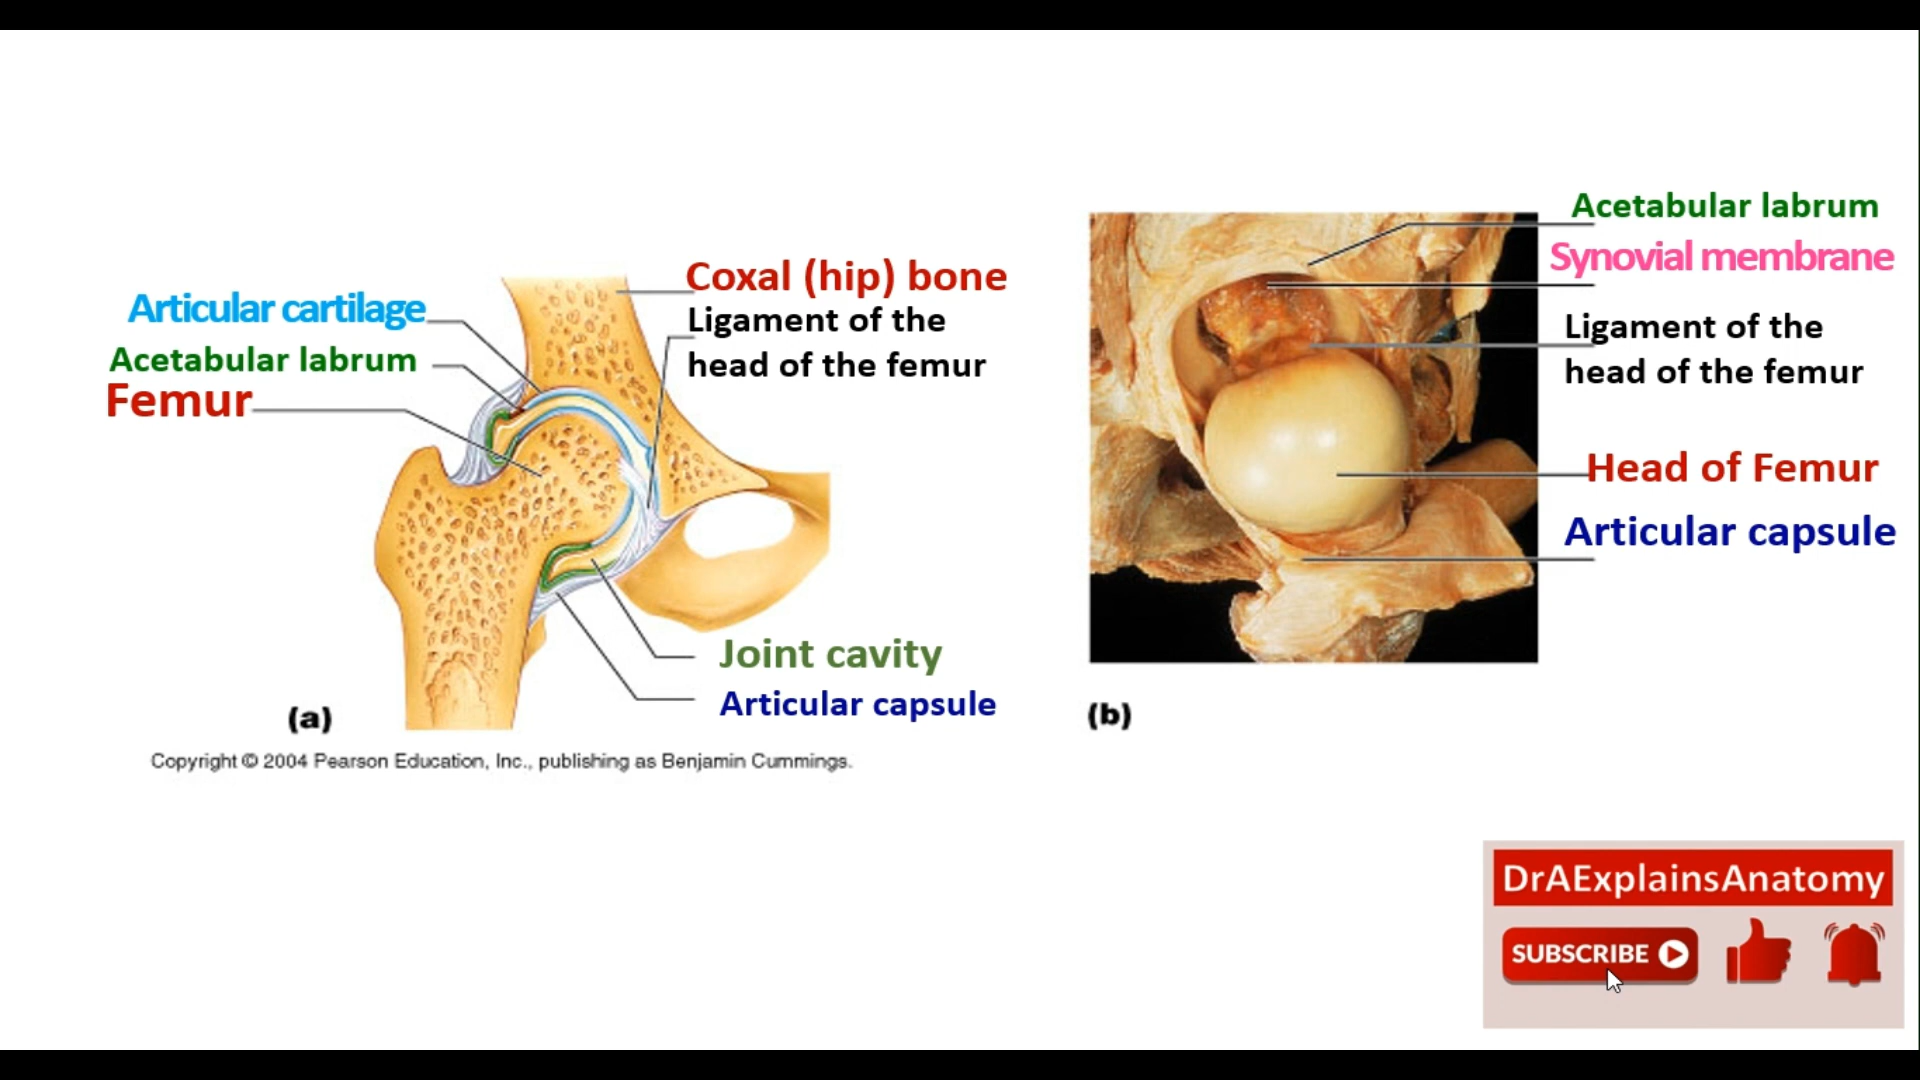 Articular cartilage
Acetabular labrum
Femur
Coxal (hip) bone
Ligament of the
head of the femur
Joint cavity
Articular capsule
(a)
Copyright © 2004 Pearson Education, Inc., publishing as Benjamin Cummings.
Acetabular labrum
Synovial membrane
Ligament of the
head of the femur
Head of Femur
Articular capsule
(b)
DrAExplainsAnatomy
SUBSCRIBE